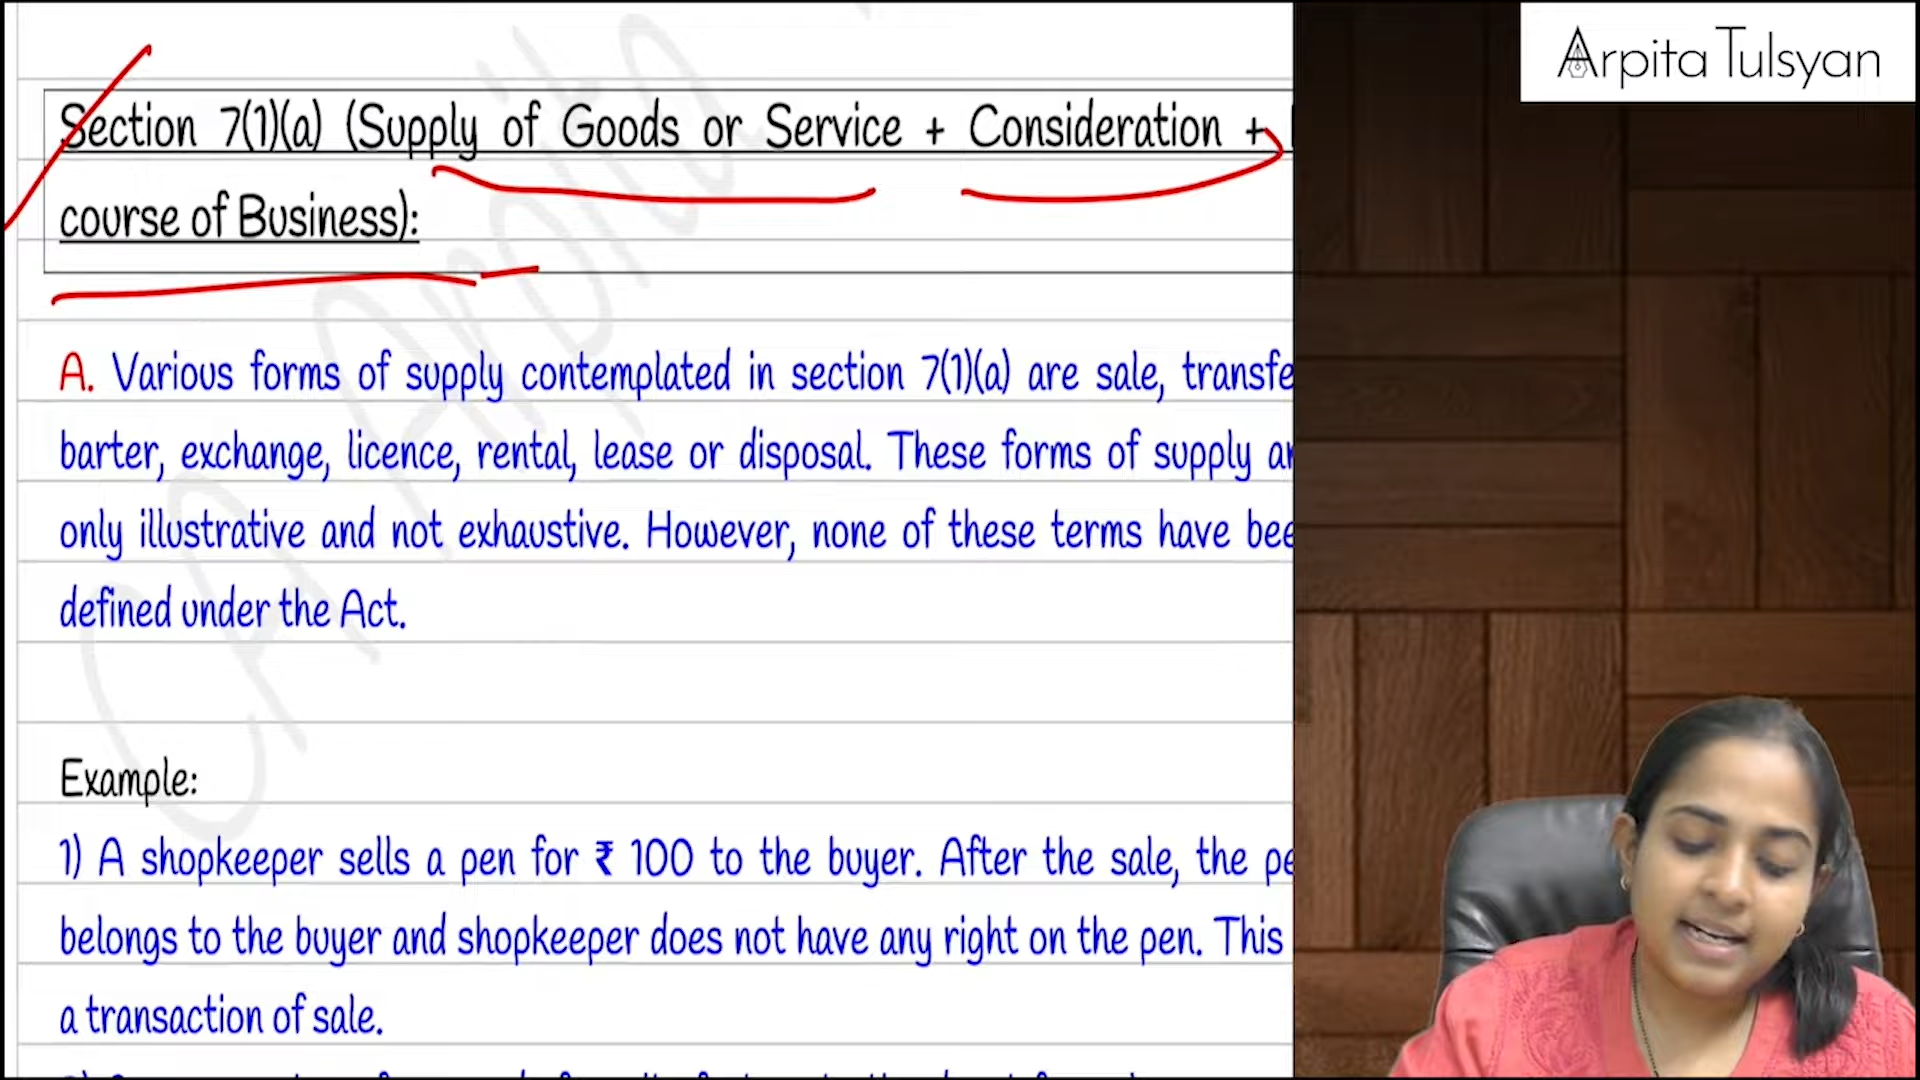 Arpita Tulsyan
Section 7(1)(a) (Supply of Goods or Service + Consideration +
course of Business):
A. Various forms of supply contemplated in section 7(1)(a) are sale, transfe
barter, exchange, licence, rental, lease or disposal. These forms of supply ar
only illustrative and not exhaustive. However, none of these terms have bee
defined under the Act.
Example:
1) A shopkeeper sells a pen for ₹ 100 to the buyer. After the sale, the pe
belongs to the buyer and shopkeeper does not have any right on the pen. This
a transaction of sale.
CA Arpita